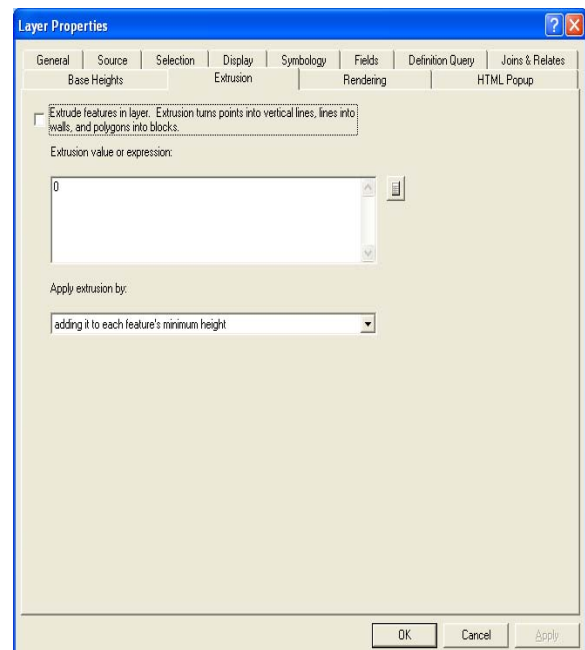 Layer Properties
General Source Selection Display Symbology Fields Definition Query Joins & Relates
Base Heights Extrusion Rendering HTML Popup
Extrude features in layer. Extrusion turns points into vertical lines, lines into
walls, and polygons into blocks.
Extrusion value or expression:
0
Apply extrusion by:
adding it to each feature's minimum height
OK Cancel Apply